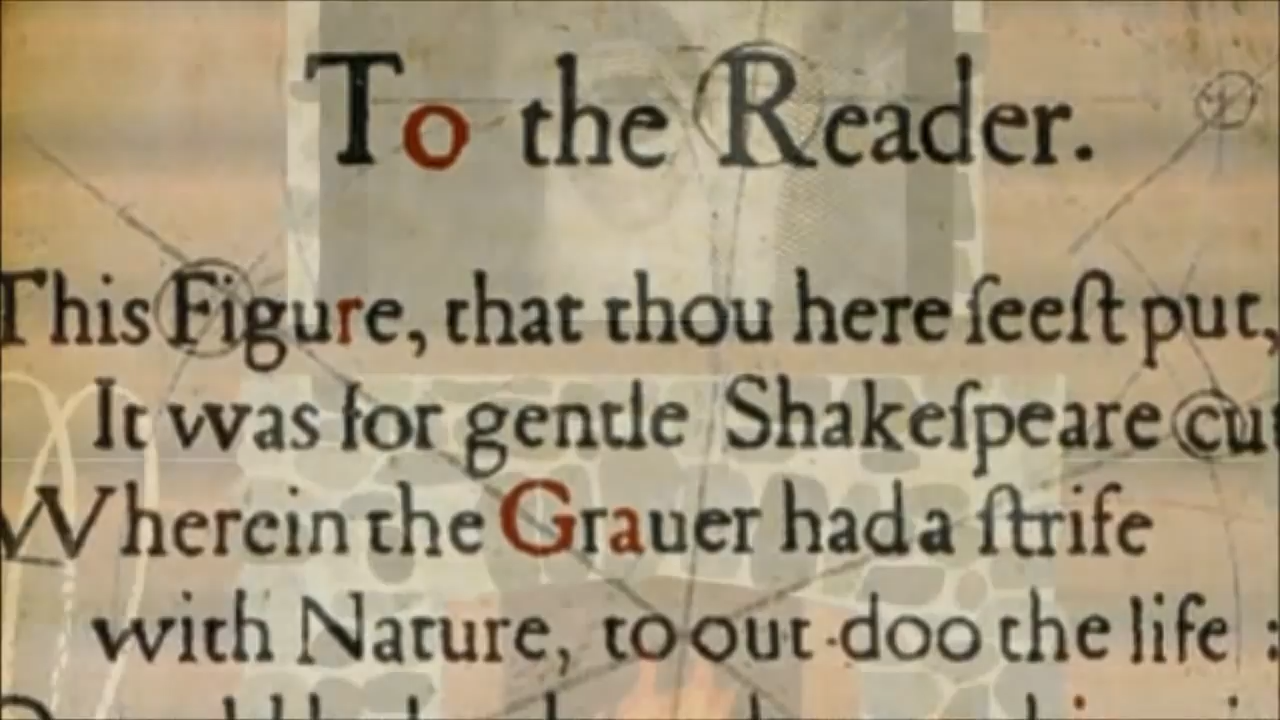 To the Reader.
This Figure, that thou here ſeeſt put,
It was for gentle Shakeſpeare cut
Wherein the Grauer had a ſtrife
with Nature, to out-doo the life :